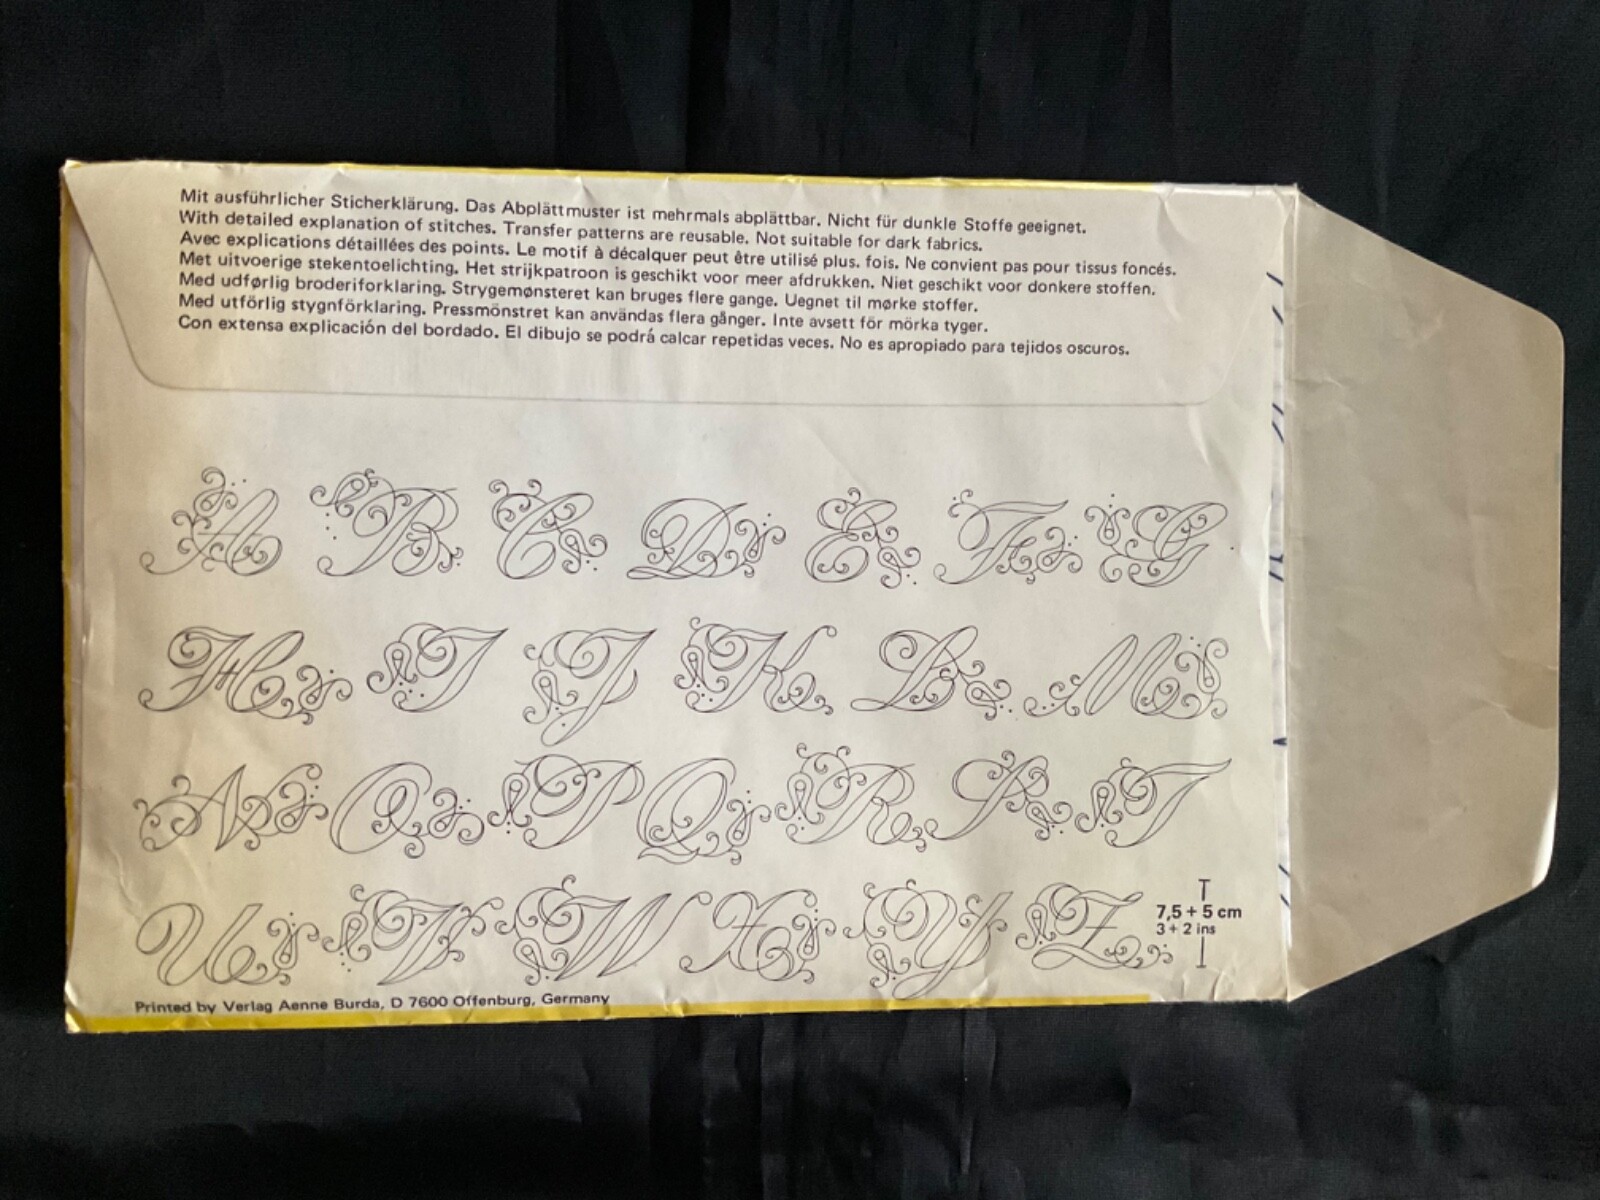 Mit ausführlicher Sticherklärung. Das Abplättmuster ist mehrmals abplättbar. Nicht für dunkle Stoffe geeignet.
With detailed explanation of stitches. Transfer patterns are reusable. Not suitable for dark fabrics.
Avec explications détaillées des points. Le motif à décalquer peut être utilisé plus. fois. Ne convient pas pour tissus foncés.
Met uitvoerige stekentoelichting. Het strijkpatroon is geschikt voor meer afdrukken. Niet geschikt voor donkere stoffen.
Med udførlig broderiforklaring. Strygemønsteret kan bruges flere gange. Uegnet til mørke stoffer.
Med utförlig stygnförklaring. Pressmönstret kan användas flera gånger. Inte avsett för mörka tyger.
Con extensa explicación del bordado. El dibujo se podrá calcar repetidas veces. No es apropiado para tejidos oscuros.
A B C D E F G
H I J K L M
N O P Q R S T
U V W X Y Z
7,5 + 5 cm
3 + 2 ins
Printed by Verlag Aenne Burda, D 7600 Offenburg, Germany